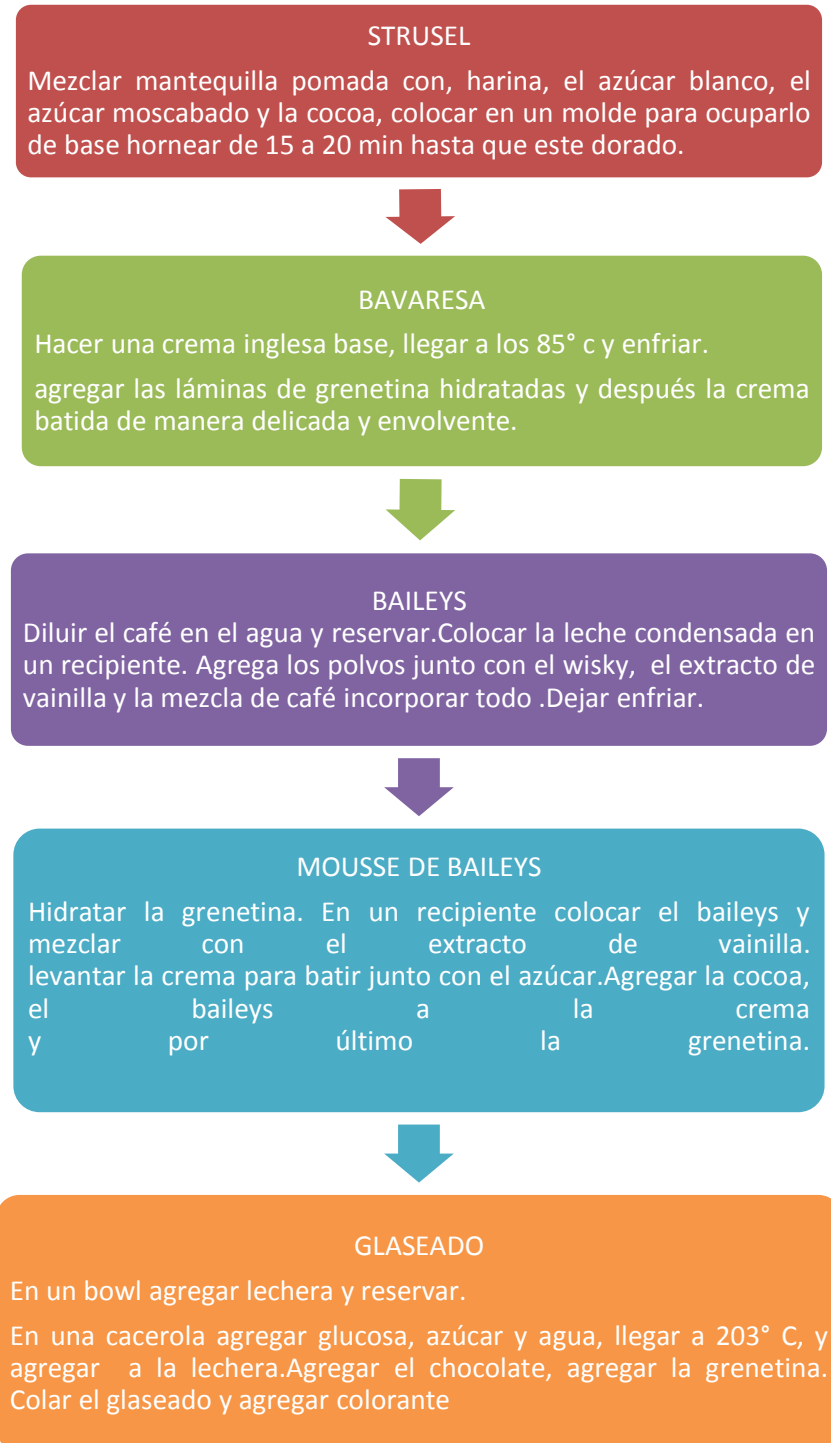 STRUSEL
Mezclar mantequilla pomada con, harina, el azúcar blanco, el
azúcar moscabado y la cocoa, colocar en un molde para ocuparlo
de base hornear de 15 a 20 min hasta que este dorado.
BAVARESA
Hacer una crema inglesa base, llegar a los 85° c y enfriar.
agregar las láminas de grenetina hidratadas y después la crema
batida de manera delicada y envolvente.
BAILEYS
Diluir el café en el agua y reservar.Colocar la leche condensada en
un recipiente. Agrega los polvos junto con el wisky, el extracto de
vainilla y la mezcla de café incorporar todo .Dejar enfriar.
MOUSSE DE BAILEYS
Hidratar la grenetina. En un recipiente colocar el baileys y
mezclar con el extracto de vainilla.
levantar la crema para batir junto con el azúcar.Agregar la cocoa,
el baileys a la crema
y por último la grenetina.
GLASEADO
En un bowl agregar lechera y reservar.
En una cacerola agregar glucosa, azúcar y agua, llegar a 203° C, y
agregar a la lechera.Agregar el chocolate, agregar la grenetina.
Colar el glaseado y agregar colorante